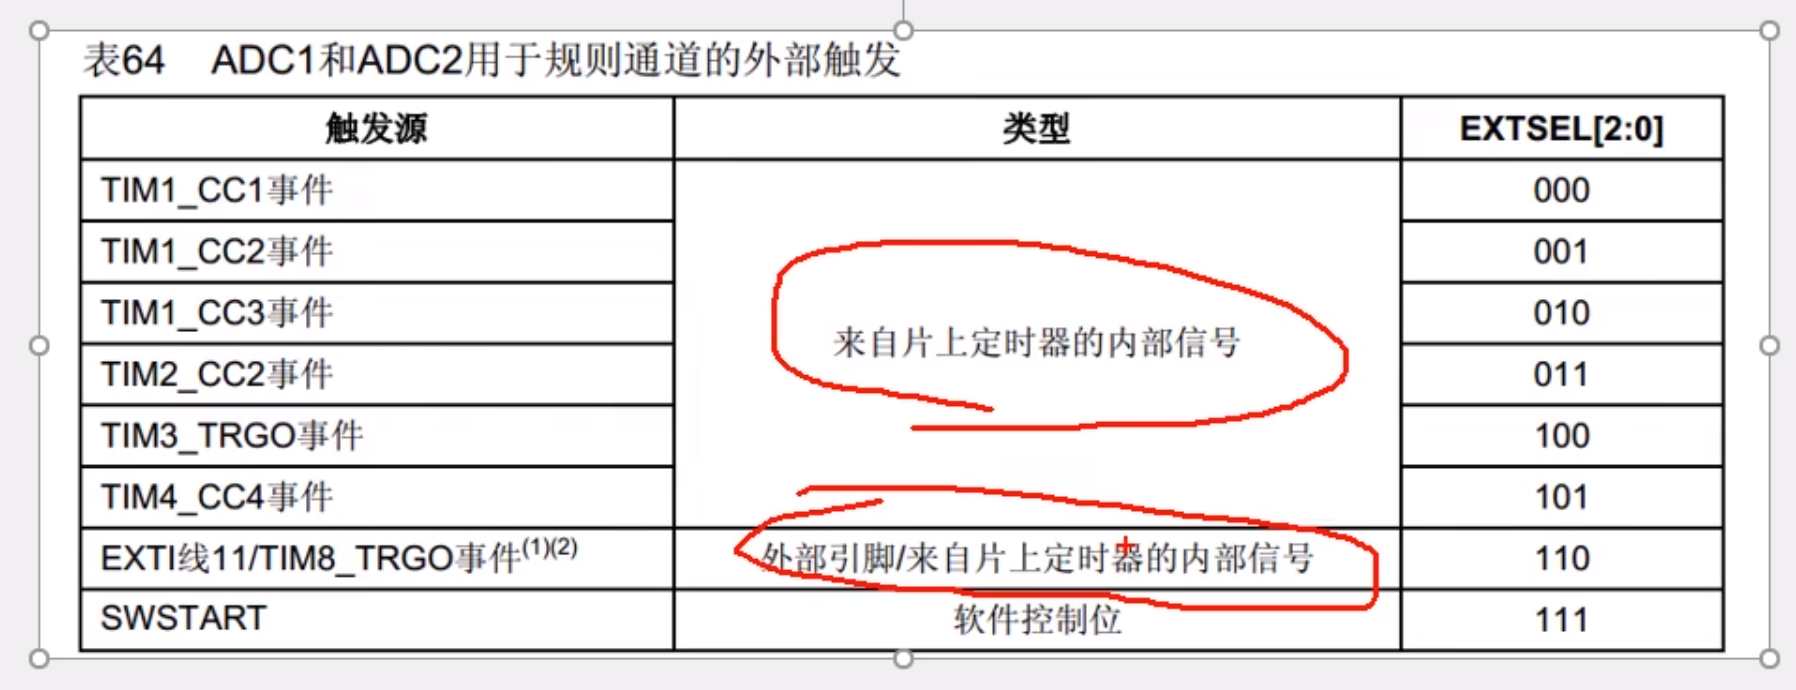 表64 ADC1和ADC2用于规则通道的外部触发
触发源 类型 EXTSEL[2:0]
TIM1_CC1事件 000
TIM1_CC2事件 001
TIM1_CC3事件 010
来自片上定时器的内部信号
TIM2_CC2事件 011
TIM3_TRGO事件 100
TIM4_CC4事件 101
EXTI线11/TIM8_TRGO事件(1)(2) 外部引脚/来自片上定时器的内部信号 110
SWSTART 软件控制位 111